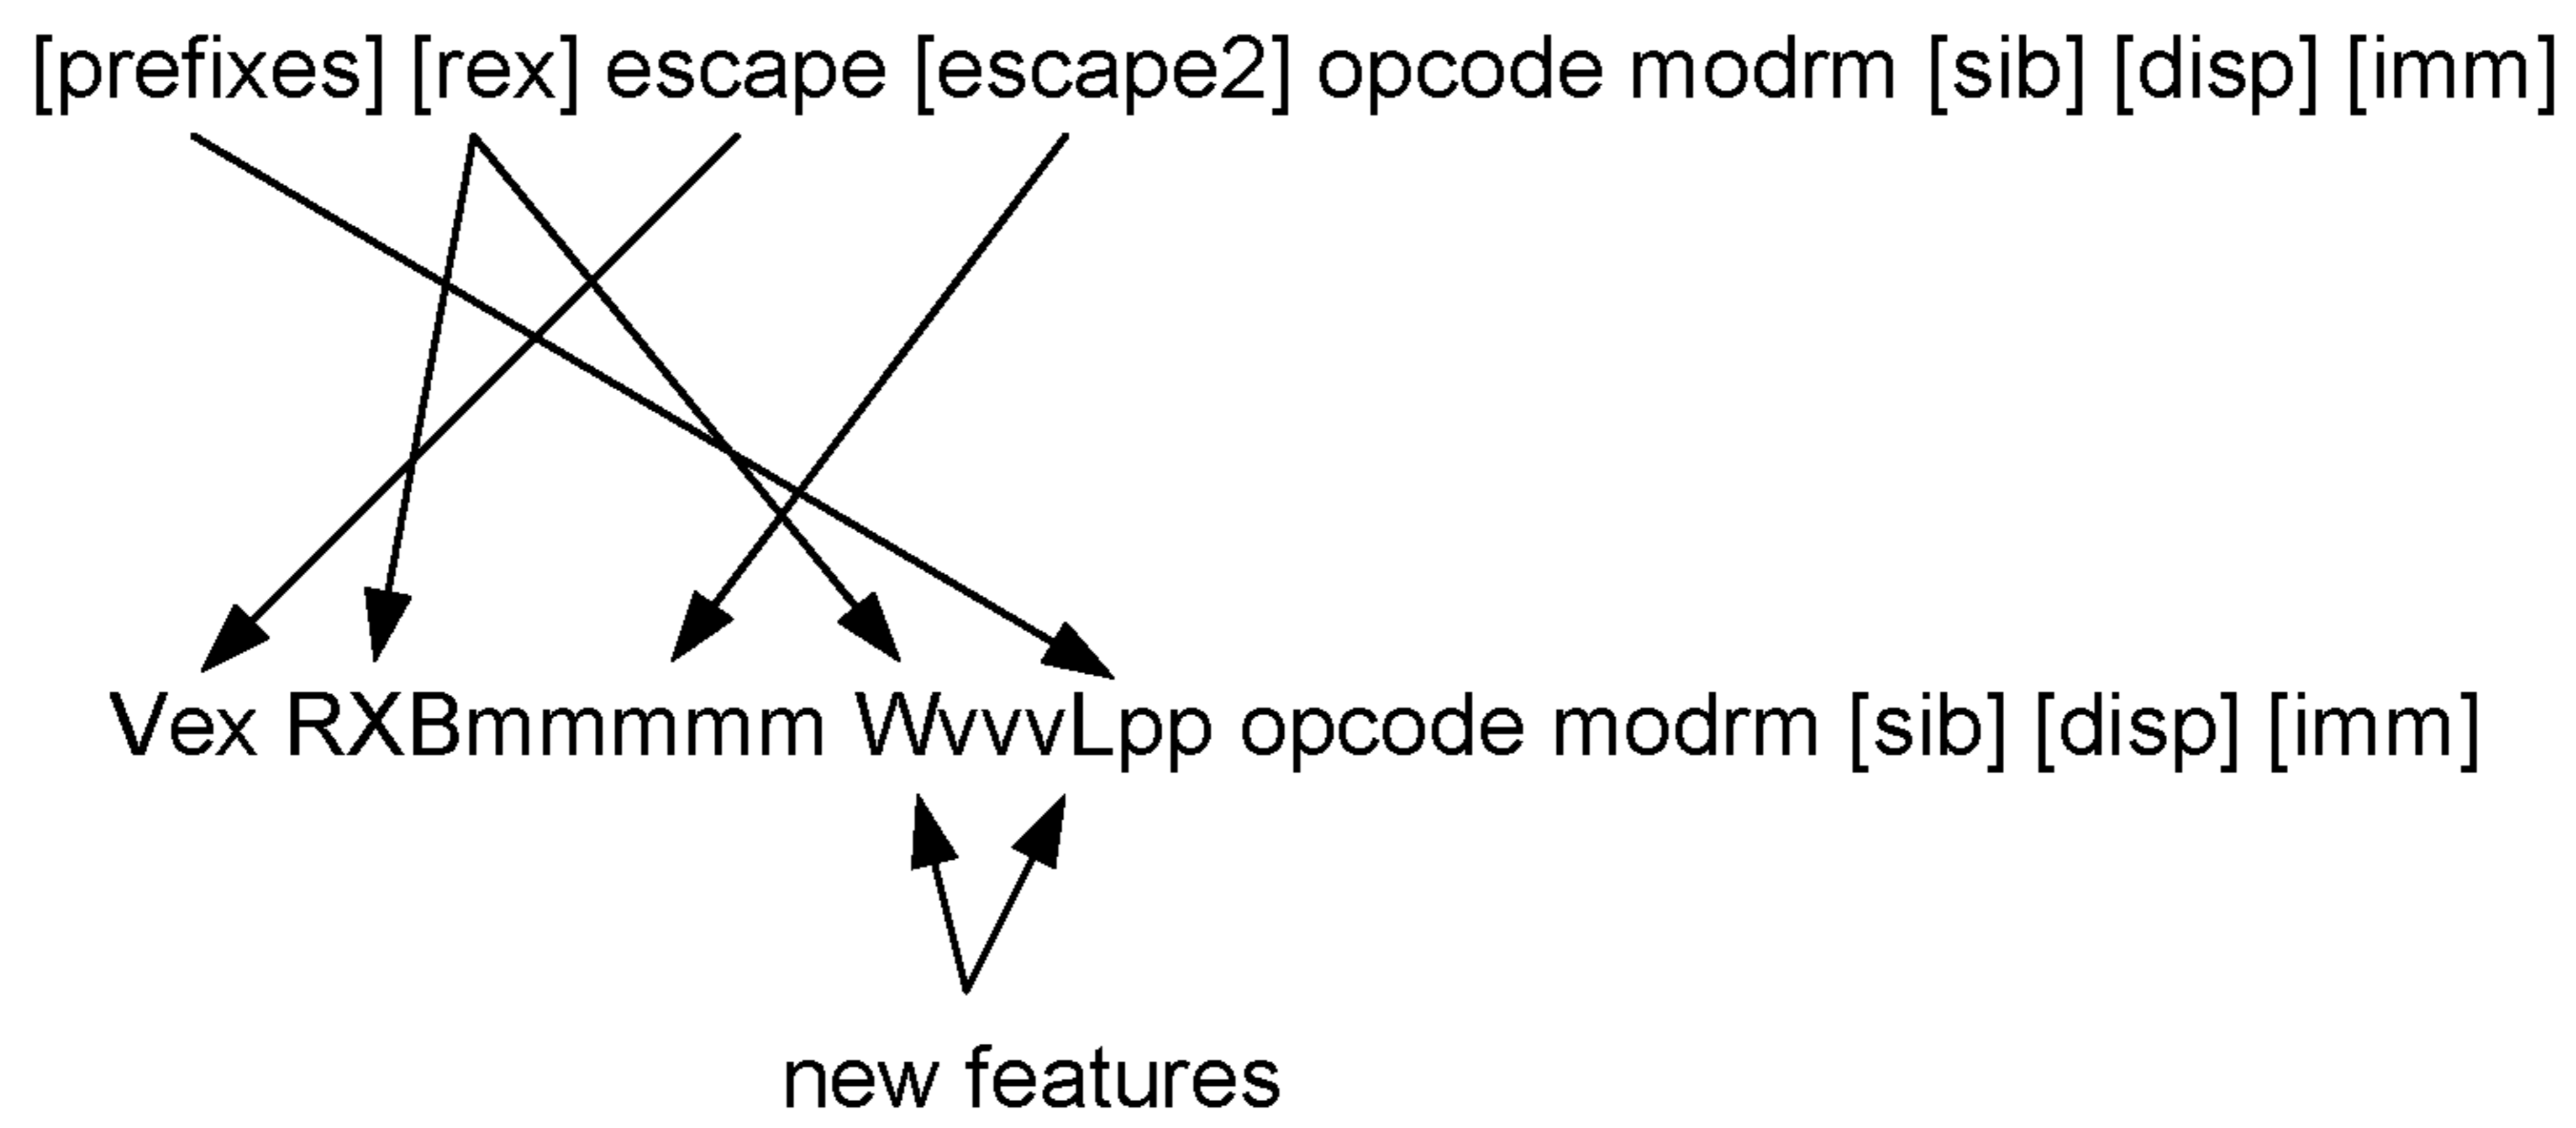 [prefixes] [rex] escape [escape2] opcode modrm [sib] [disp] [imm]
Vex RXBmmmmm WvvvLpp opcode modrm [sib] [disp] [imm]
new features